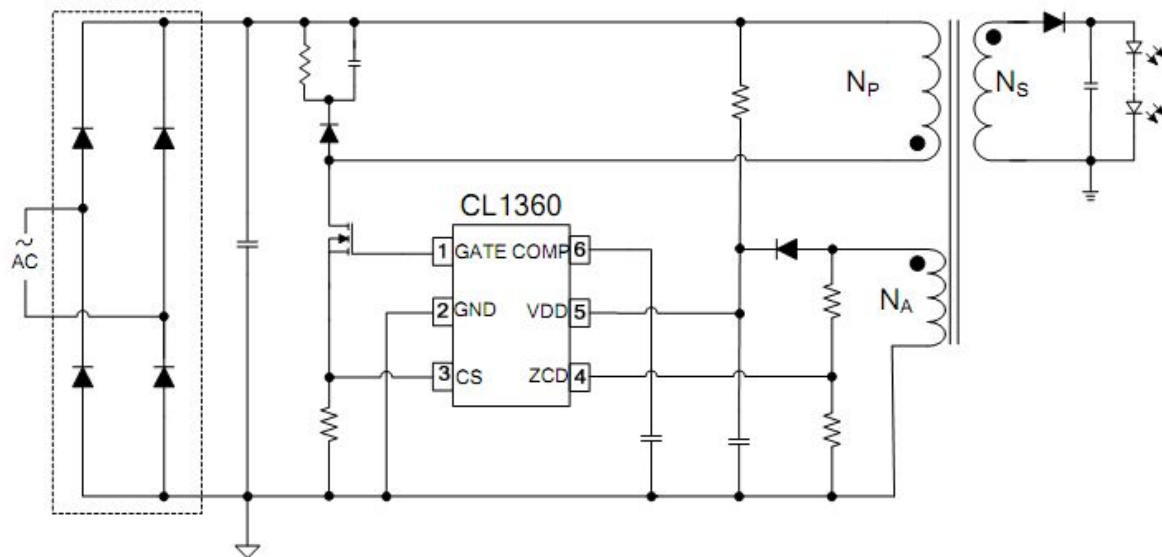 NP
NS
CL1360
~
AC
1 GATE COMP 6
2 GND VDD 5
3 CS ZCD 4
NA